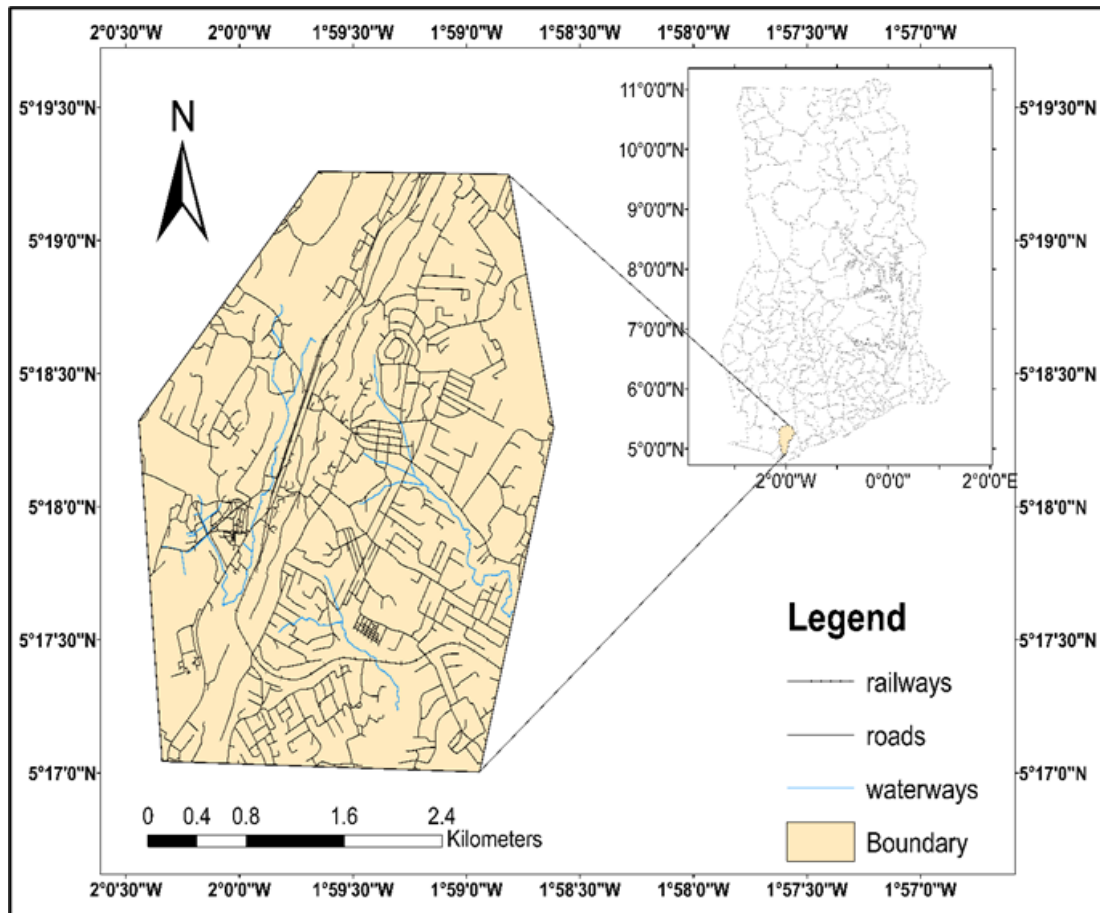 2°0'30"W 2°0'0"W 1°59'30"W 1°59'0"W 1°58'30"W 1°58'0"W 1°57'30"W 1°57'0"W
5°19'30"N
5°19'0"N
5°18'30"N
5°18'0"N
5°17'30"N
5°17'0"N
N
11°0'0"N
10°0'0"N
9°0'0"N
8°0'0"N
7°0'0"N
6°0'0"N
5°0'0"N
2°0'0"W 0°0'0" 2°0'0"E
5°19'30"N
5°19'0"N
5°18'30"N
5°18'0"N
5°17'30"N
5°17'0"N
Legend
railways
roads
waterways
Boundary
0 0.4 0.8 1.6 2.4
Kilometers
2°0'30"W 2°0'0"W 1°59'30"W 1°59'0"W 1°58'30"W 1°58'0"W 1°57'30"W 1°57'0"W